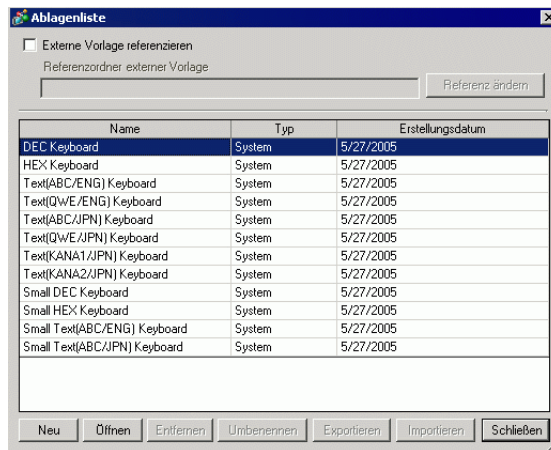 Ablagenliste
Externe Vorlage referenzieren
Referenzordner externer Vorlage
Referenz ändern
Name Typ Erstellungsdatum
DEC Keyboard System 5/27/2005
HEX Keyboard System 5/27/2005
Text(ABC/ENG) Keyboard System 5/27/2005
Text(QWE/ENG) Keyboard System 5/27/2005
Text(ABC/JPN) Keyboard System 5/27/2005
Text(QWE/JPN) Keyboard System 5/27/2005
Text(KANA1/JPN) Keyboard System 5/27/2005
Text(KANA2/JPN) Keyboard System 5/27/2005
Small DEC Keyboard System 5/27/2005
Small HEX Keyboard System 5/27/2005
Small Text(ABC/ENG) Keyboard System 5/27/2005
Small Text(ABC/JPN) Keyboard System 5/27/2005
Neu Öffnen Entfernen Umbenennen Exportieren Importieren Schließen